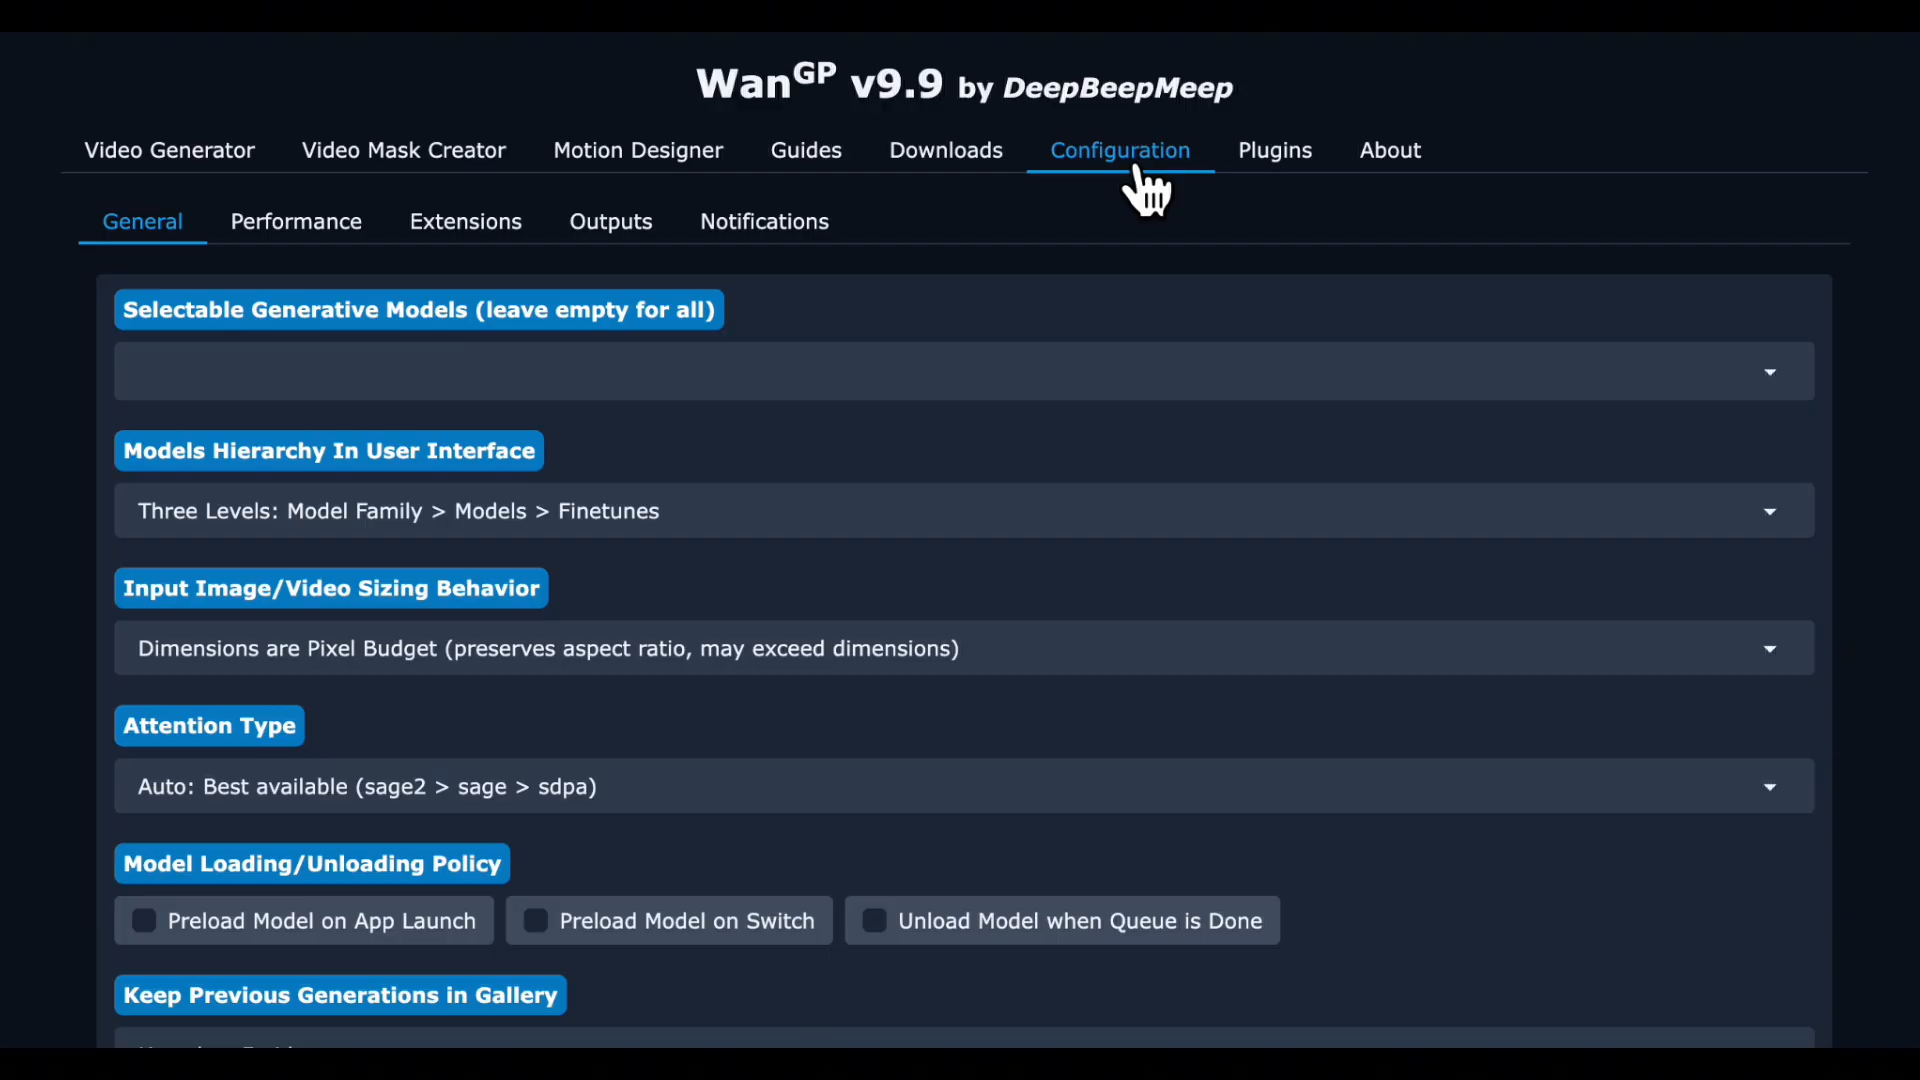 WanGP v9.9 by DeepBeepMeep
Video Generator Video Mask Creator Motion Designer Guides Downloads Configuration Plugins About
General Performance Extensions Outputs Notifications
Selectable Generative Models (leave empty for all)
Models Hierarchy In User Interface
Three Levels: Model Family > Models > Finetunes
Input Image/Video Sizing Behavior
Dimensions are Pixel Budget (preserves aspect ratio, may exceed dimensions)
Attention Type
Auto: Best available (sage2 > sage > sdpa)
Model Loading/Unloading Policy
Preload Model on App Launch Preload Model on Switch Unload Model when Queue is Done
Keep Previous Generations in Gallery